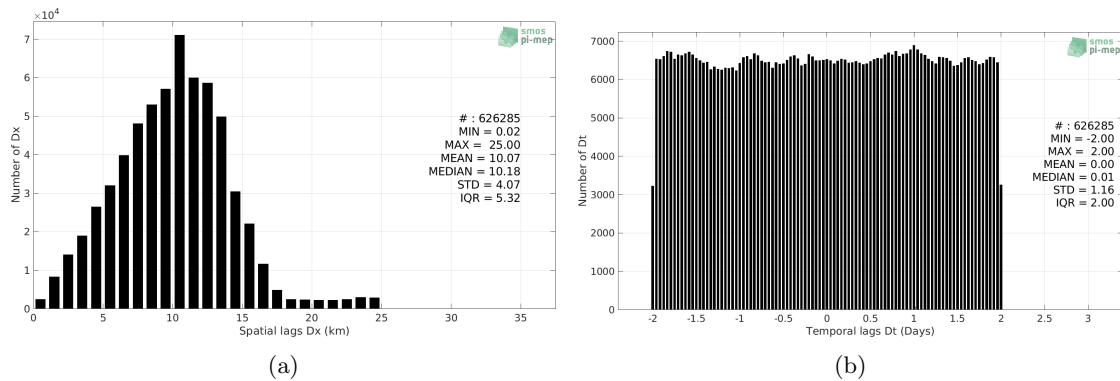 ×10⁴
7
6
5
4
3
2
1
0
Number of Dx
0 5 10 15 20 25 30 35
Spatial lags Dx (km)
smos
pi-mep
# : 626285
MIN = 0.02
MAX = 25.00
MEAN = 10.07
MEDIAN = 10.18
STD = 4.07
IQR = 5.32
(a)
7000
6000
5000
4000
3000
2000
1000
0
Number of Dt
-2 -1.5 -1 -0.5 0 0.5 1 1.5 2 2.5 3
Temporal lags Dt (Days)
smos
pi-mep
# : 626285
MIN = -2.00
MAX = 2.00
MEAN = 0.00
MEDIAN = 0.01
STD = 1.16
IQR = 2.00
(b)